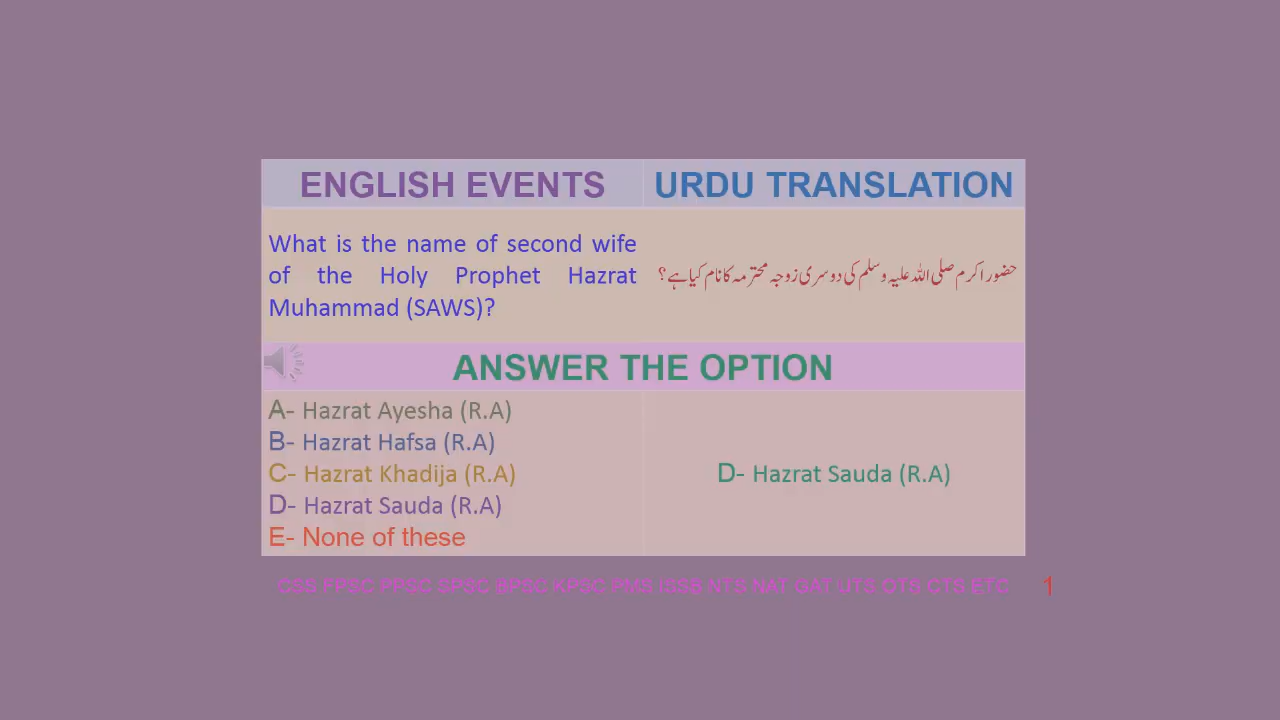 ENGLISH EVENTS
URDU TRANSLATION
What is the name of second wife
of the Holy Prophet Hazrat
Muhammad (SAWS)?
حضور اکرم صلی اللہ علیہ وسلم کی دوسری زوجہ محترمہ کا نام کیا ہے؟
ANSWER THE OPTION
A- Hazrat Ayesha (R.A)
B- Hazrat Hafsa (R.A)
C- Hazrat Khadija (R.A)
D- Hazrat Sauda (R.A)
E- None of these
D- Hazrat Sauda (R.A)
CSS FPSC PPSC SPSC BPSC KPSC PMS ISSB NTS NAT GAT UTS OTS CTS ETC 1